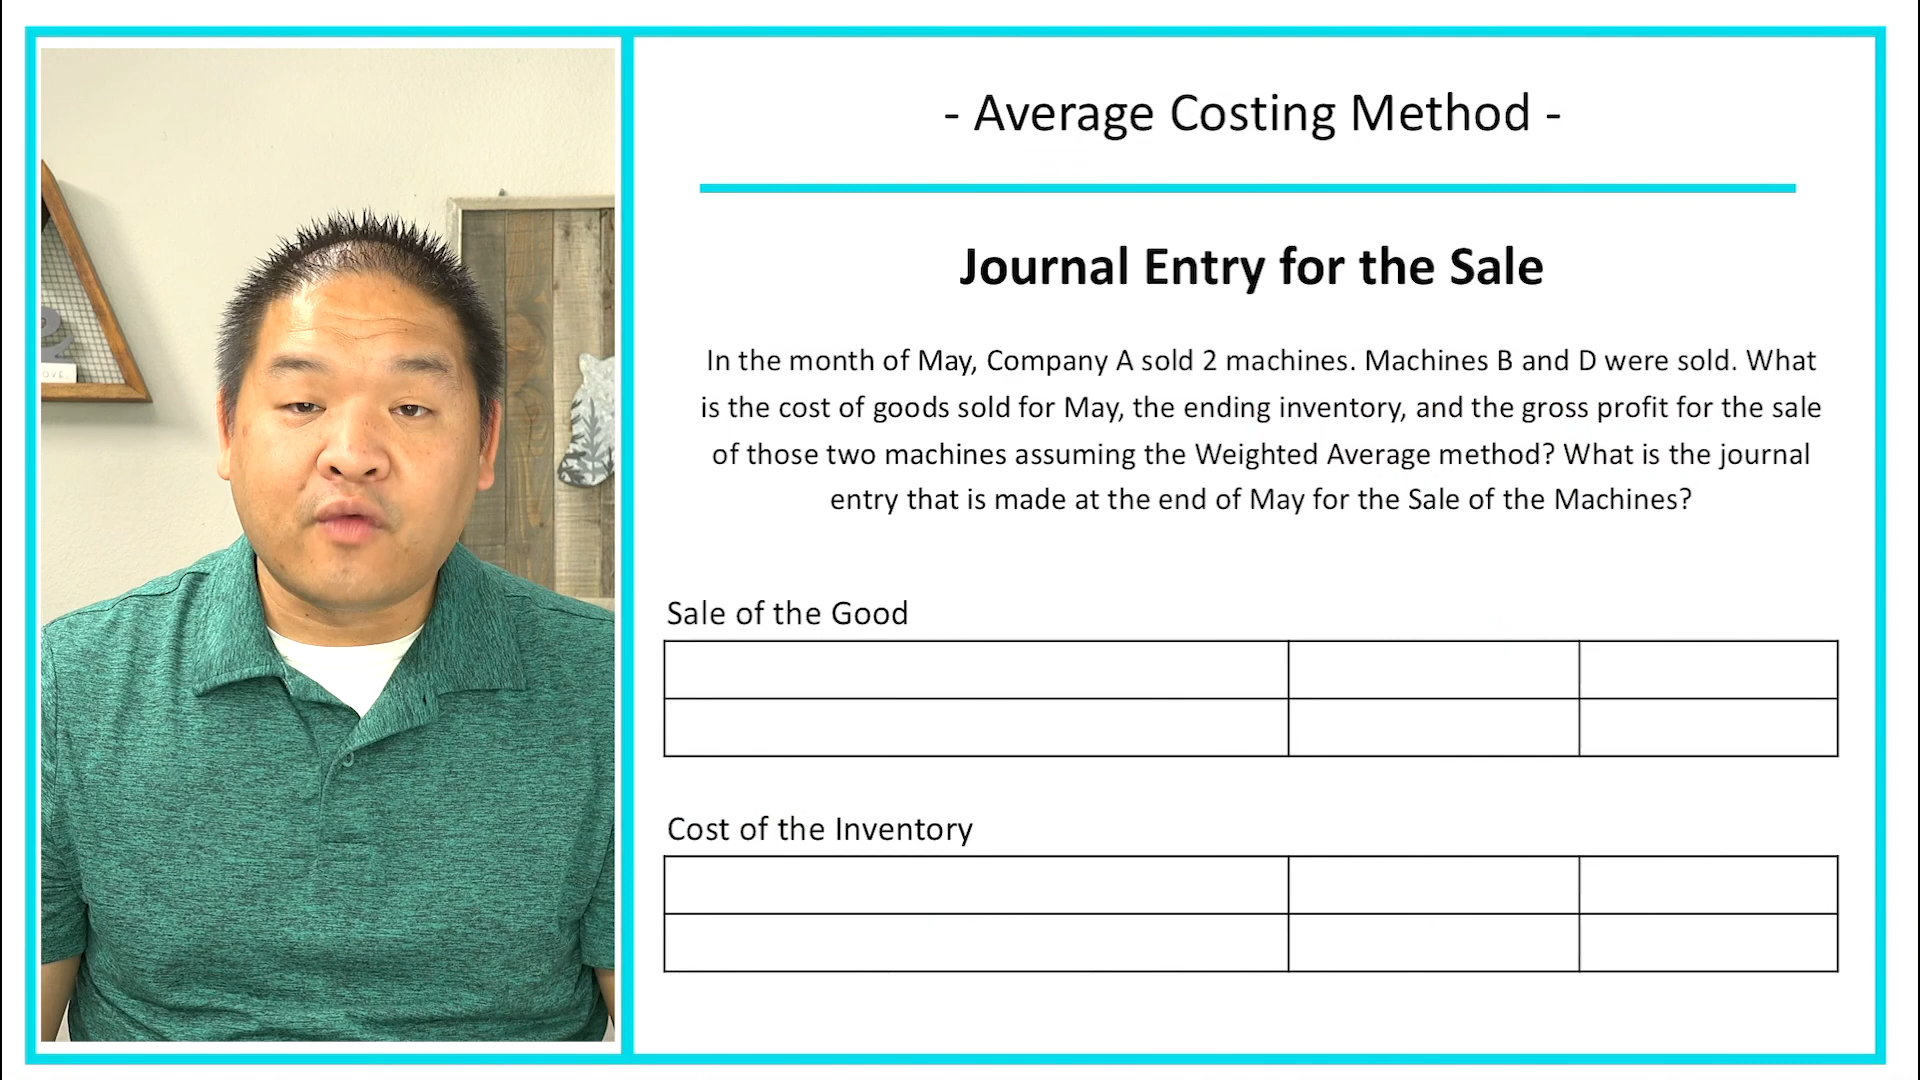 - Average Costing Method -
Journal Entry for the Sale
In the month of May, Company A sold 2 machines. Machines B and D were sold. What
is the cost of goods sold for May, the ending inventory, and the gross profit for the sale
of those two machines assuming the Weighted Average method? What is the journal
entry that is made at the end of May for the Sale of the Machines?
Sale of the Good
Cost of the Inventory